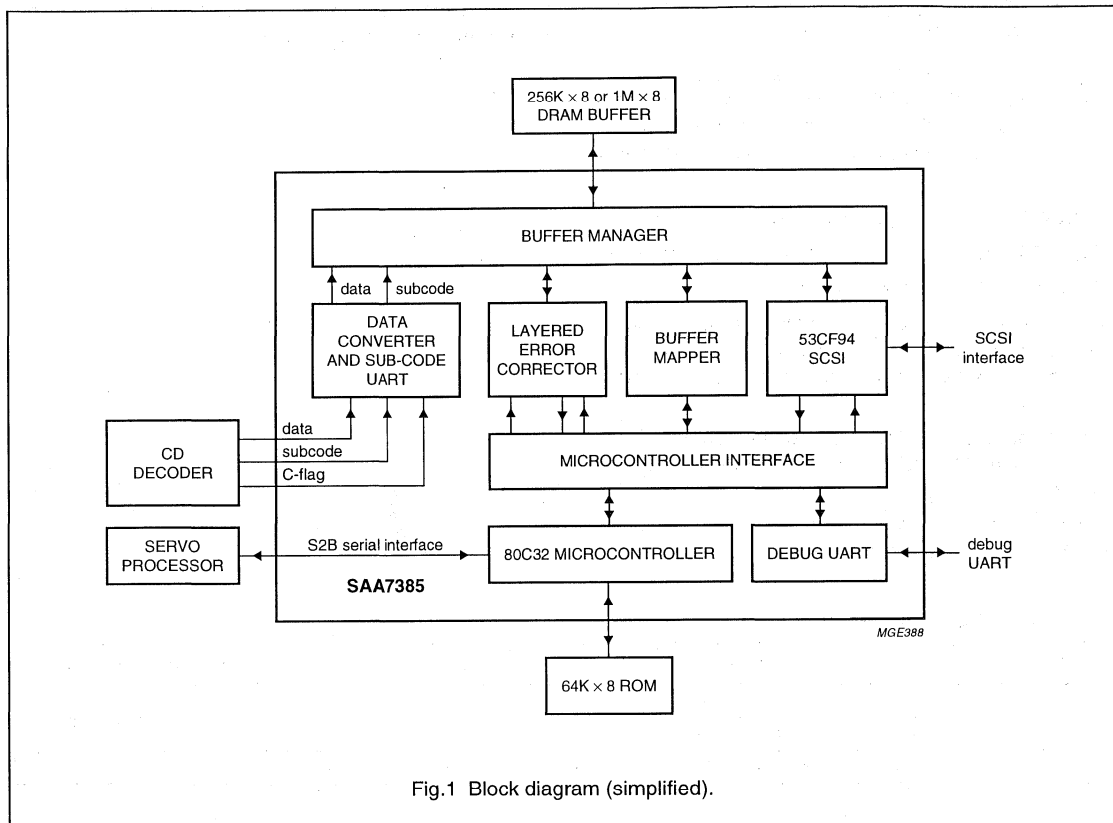 256K × 8 or 1M × 8
DRAM BUFFER
BUFFER MANAGER
data
subcode
DATA
CONVERTER
AND SUB-CODE
UART
LAYERED
ERROR
CORRECTOR
BUFFER
MAPPER
53CF94
SCSI
SCSI
interface
CD
DECODER
data
subcode
C-flag
MICROCONTROLLER INTERFACE
SERVO
PROCESSOR
S2B serial interface
80C32 MICROCONTROLLER
DEBUG UART
debug
UART
SAA7385
MGE388
64K × 8 ROM
Fig.1 Block diagram (simplified).